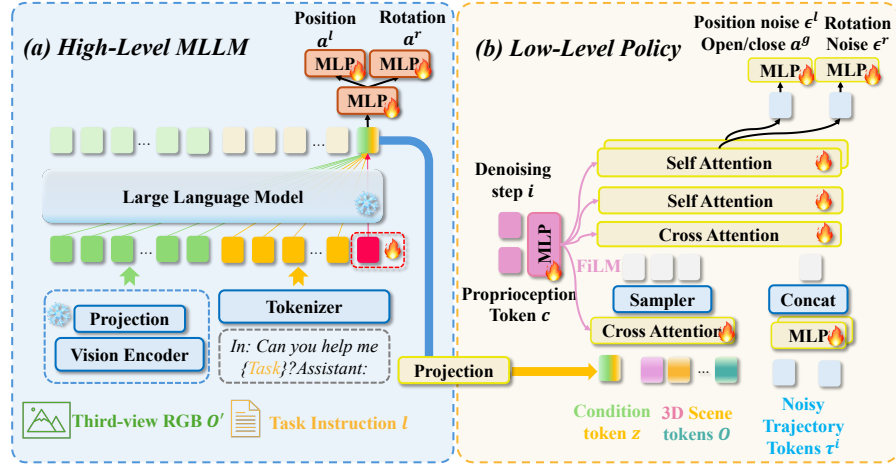 (a) High-Level MLLM
Position
a^l
Rotation
a^r
MLP
MLP
MLP
...
...
Large Language Model
...
...
Projection
Vision Encoder
Tokenizer
In: Can you help me
{Task}?Assistant:
Third-view RGB O'
Task Instruction l
Projection
(b) Low-Level Policy
Position noise ϵ^l
Open/close a^g
Rotation
Noise ϵ^r
MLP
MLP
Self Attention
Self Attention
Cross Attention
Denoising
step i
MLP
FiLM
Proprioception
Token c
Sampler
Cross Attention
Concat
MLP
...
Condition
token z
3D Scene
tokens O
Noisy
Trajectory
Tokens τ^i